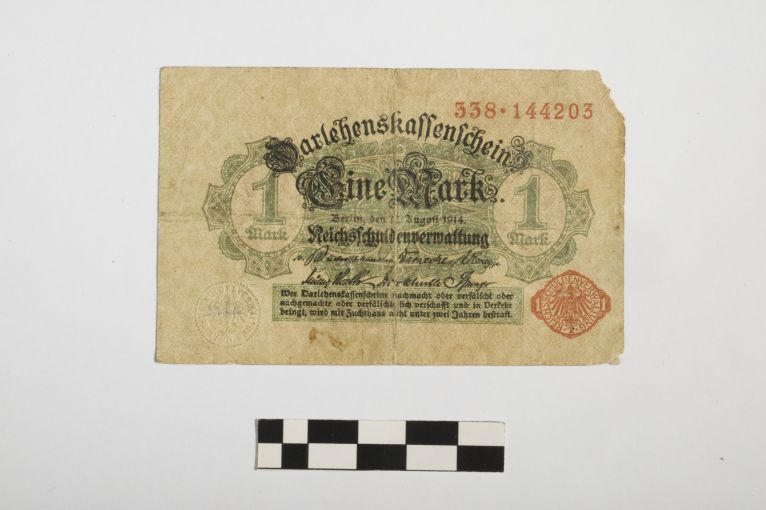 338·144203
Darlehenskassenschein
Eine Mark
1 Mark
1 Mark
Berlin, den 12. August 1914.
Reichsschuldenverwaltung
Wer Darlehenskassenscheine nachmacht oder verfälscht oder
nachgemachte oder verfälschte sich verschafft und in Verkehr
bringt, wird mit Zuchthaus nicht unter zwei Jahren bestraft.